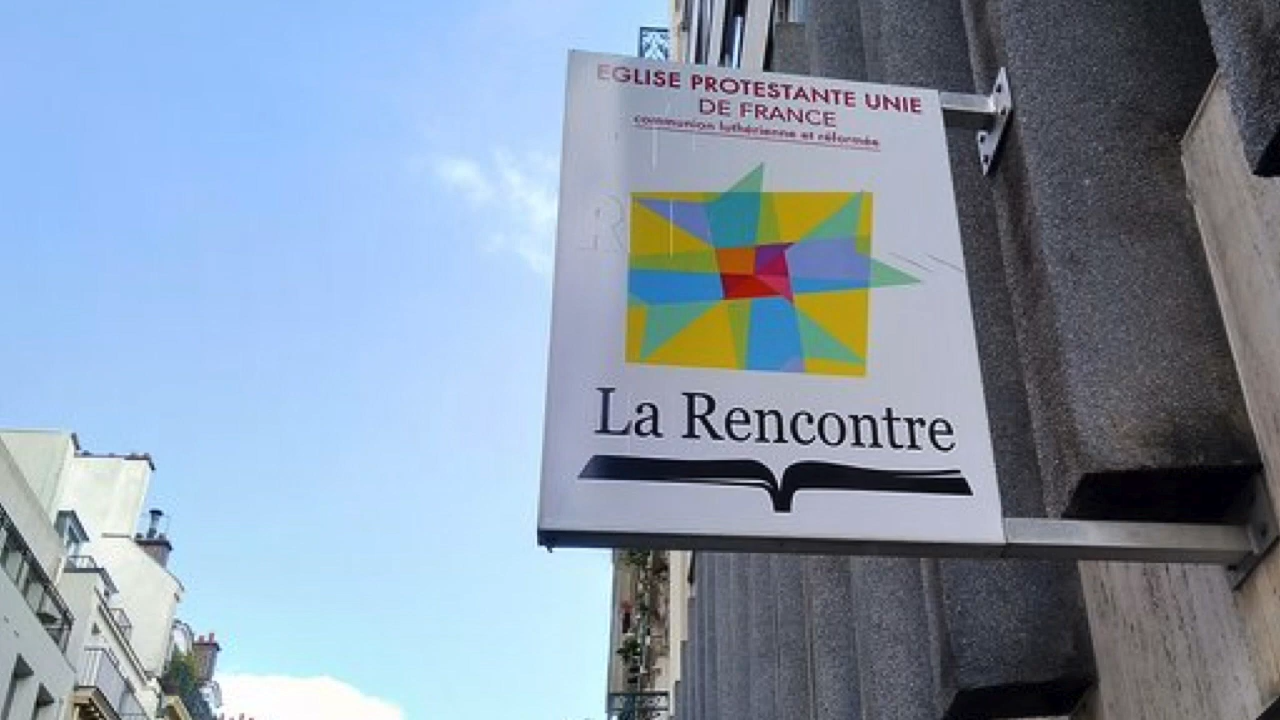 EGLISE PROTESTANTE UNIE
DE FRANCE
communion luthérienne et réformée
La Rencontre